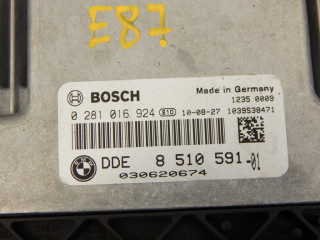 E87
BOSCH
Made in Germany
1235 0009
0 281 016 924 B10 10-08-27 1039S38471
DDE 8 510 591-01
030620674